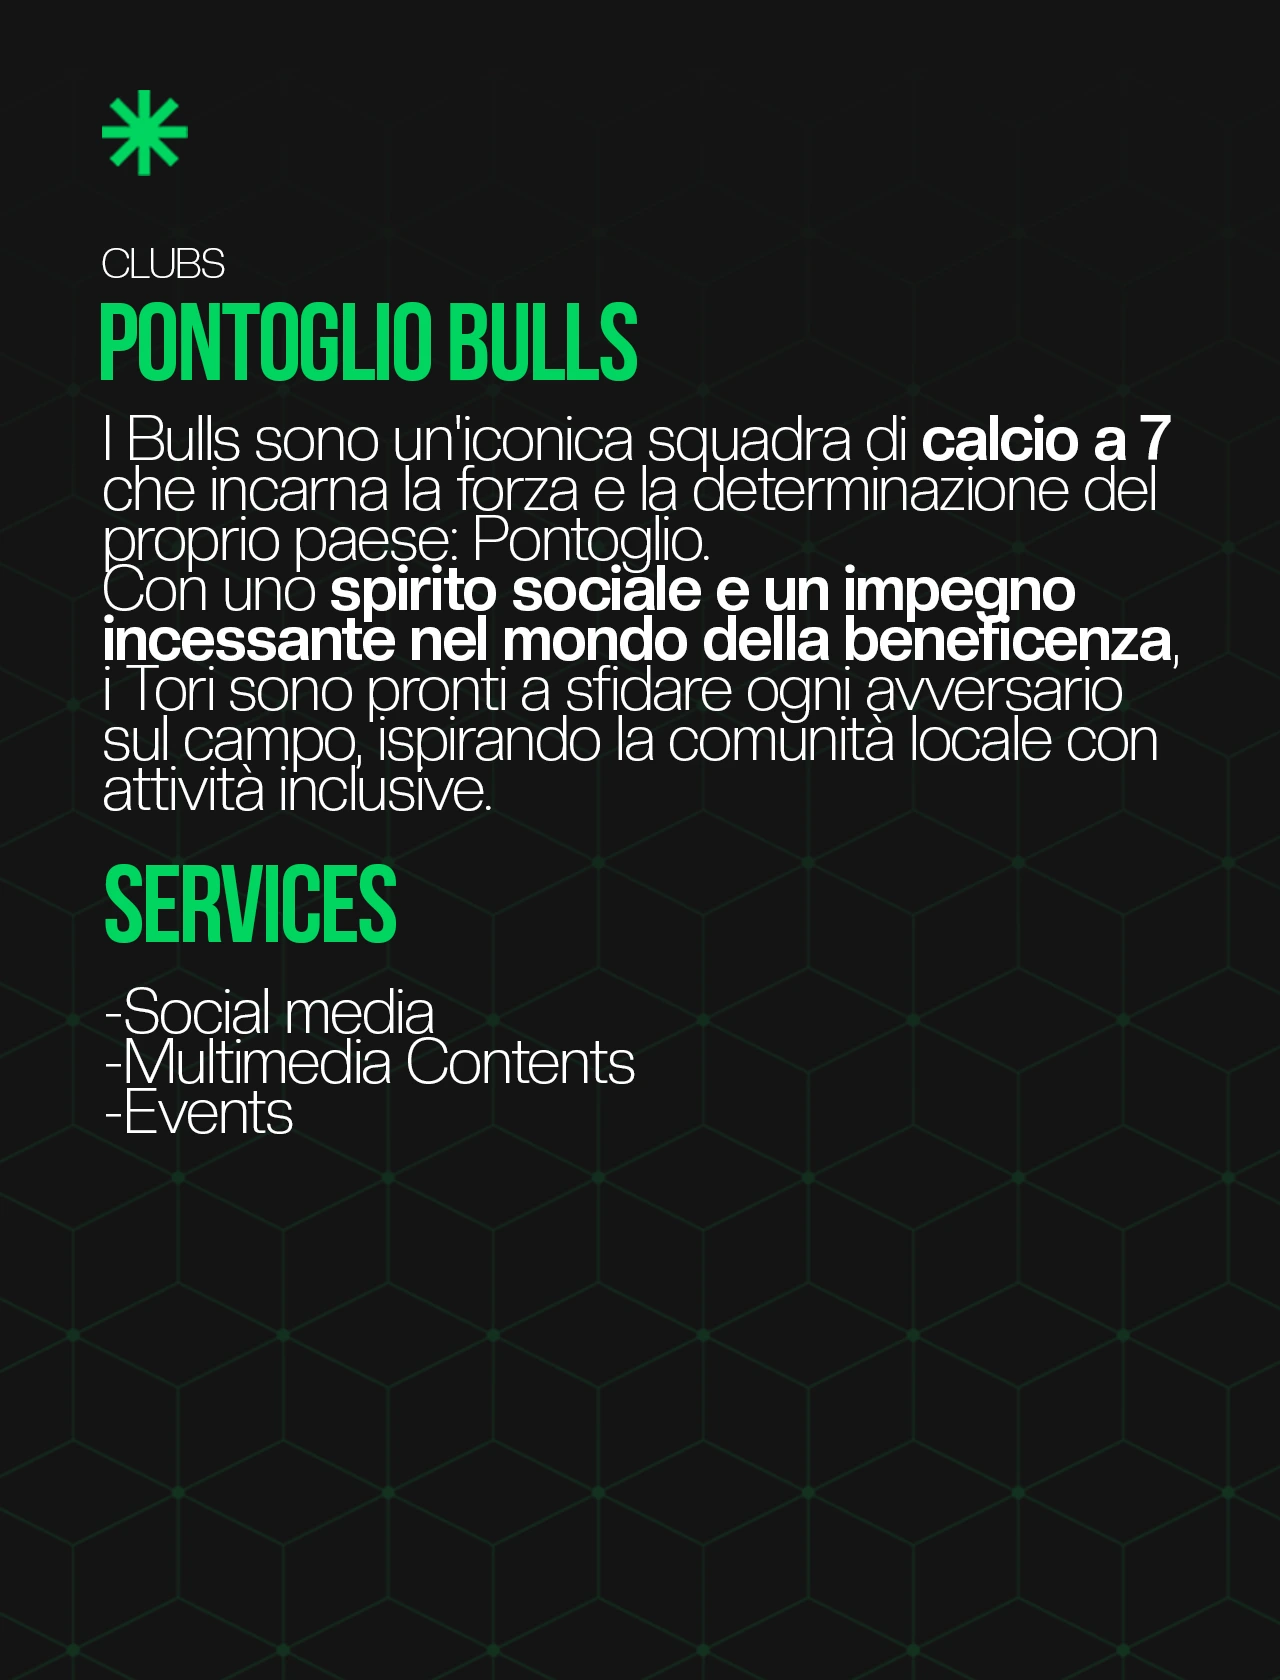 CLUBS
PONTOGLIO BULLS
I Bulls sono un'iconica squadra di calcio a 7
che incarna la forza e la determinazione del
proprio paese: Pontoglio.
Con uno spirito sociale e un impegno
incessante nel mondo della beneficenza,
i Tori sono pronti a sfidare ogni avversario
sul campo, ispirando la comunità locale con
attività inclusive.
SERVICES
-Social media
-Multimedia Contents
-Events